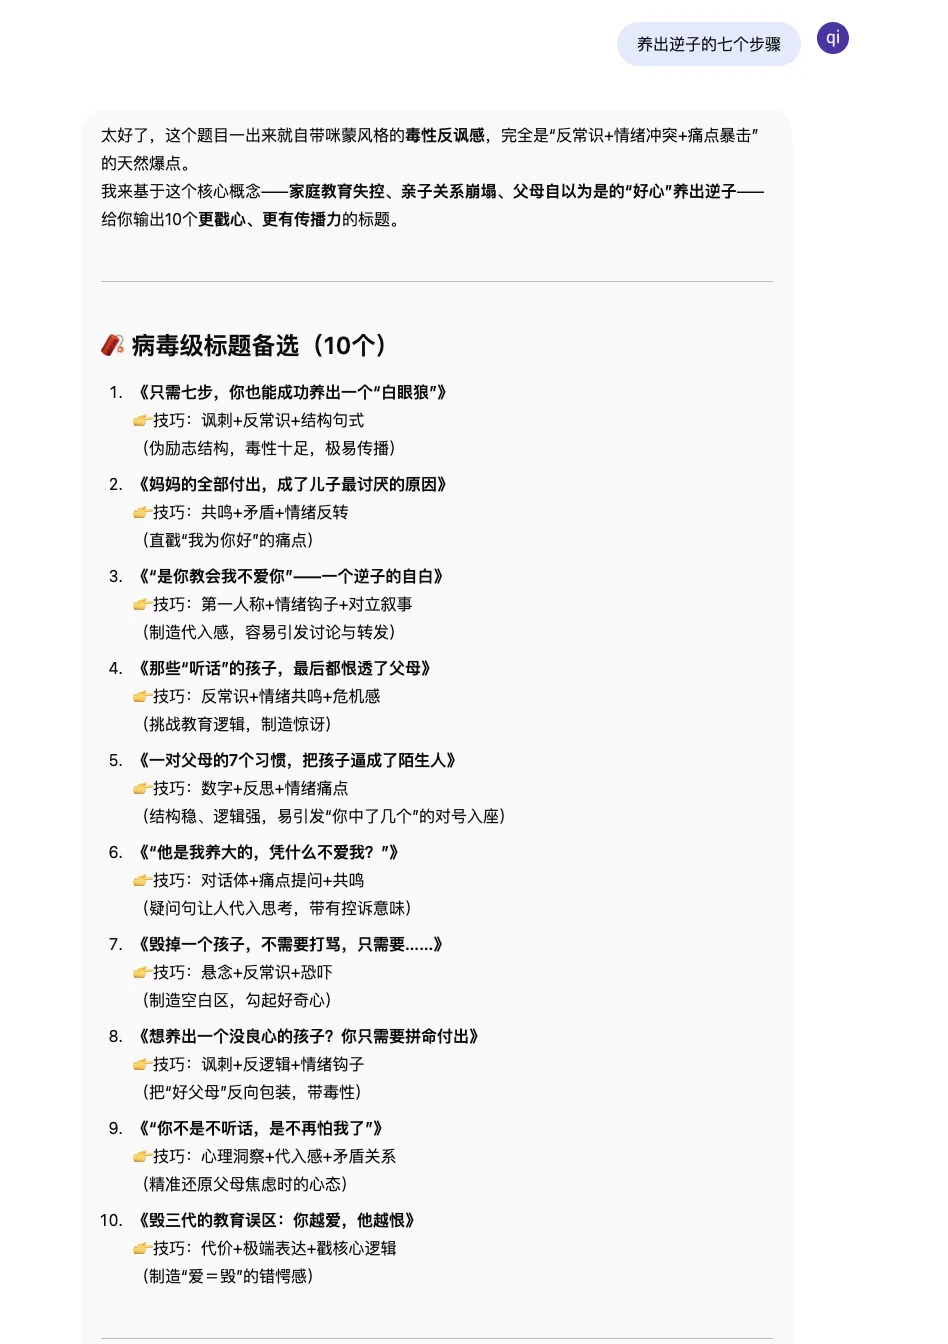 养出逆子的七个步骤
qi
太好了，这个题目一出来就自带咪蒙风格的毒性反讽感，完全是“反常识+情绪冲突+痛点暴击”
的天然爆点。
我来基于这个核心概念——家庭教育失控、亲子关系崩塌、父母自以为是的“好心”养出逆子——
给你输出10个更戳心、更有传播力的标题。
🧨 病毒级标题备选（10个）
1. 《只需七步，你也能成功养出一个“白眼狼”》
👉技巧：讽刺+反常识+结构句式
（伪励志结构，毒性十足，极易传播）
2. 《妈妈的全部付出，成了儿子最讨厌的原因》
👉技巧：共鸣+矛盾+情绪反转
（直戳“我为你好”的痛点）
3. 《“是你教会我不爱你”——一个逆子的自白》
👉技巧：第一人称+情绪钩子+对立叙事
（制造代入感，容易引发讨论与转发）
4. 《那些“听话”的孩子，最后都恨透了父母》
👉技巧：反常识+情绪共鸣+危机感
（挑战教育逻辑，制造惊讶）
5. 《一对父母的7个习惯，把孩子逼成了陌生人》
👉技巧：数字+反思+情绪痛点
（结构稳、逻辑强，易引发“你中了几个”的对号入座）
6. 《“他是我养大的，凭什么不爱我？”》
👉技巧：对话体+痛点提问+共鸣
（疑问句让人代入思考，带有控诉意味）
7. 《毁掉一个孩子，不需要打骂，只需要……》
👉技巧：悬念+反常识+恐吓
（制造空白区，勾起好奇心）
8. 《想养出一个没良心的孩子？你只需要拼命付出》
👉技巧：讽刺+反逻辑+情绪钩子
（把“好父母”反向包装，带毒性）
9. 《“你不是不听话，是不再怕我了”》
👉技巧：心理洞察+代入感+矛盾关系
（精准还原父母焦虑时的心态）
10. 《毁三代的教育误区：你越爱，他越恨》
👉技巧：代价+极端表达+戳核心逻辑
（制造“爱＝毁”的错愕感）